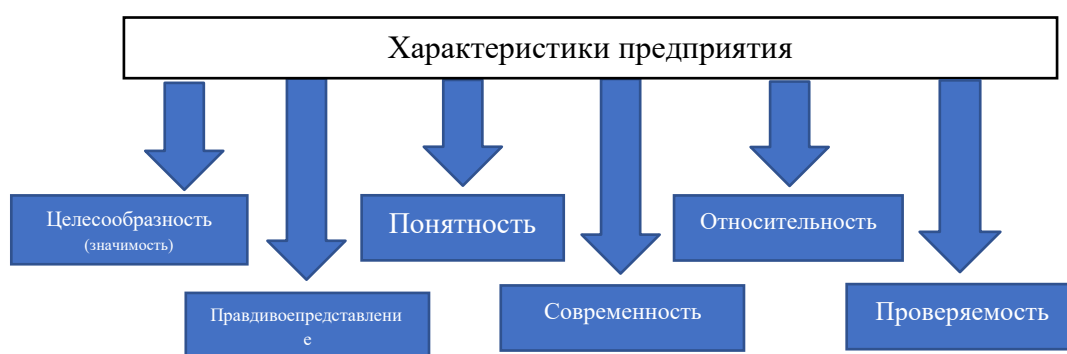 Характеристики предприятия
Целесообразность
(значимость)
Понятность
Относительность
Правдивоепредставлени
е
Современность
Проверяемость